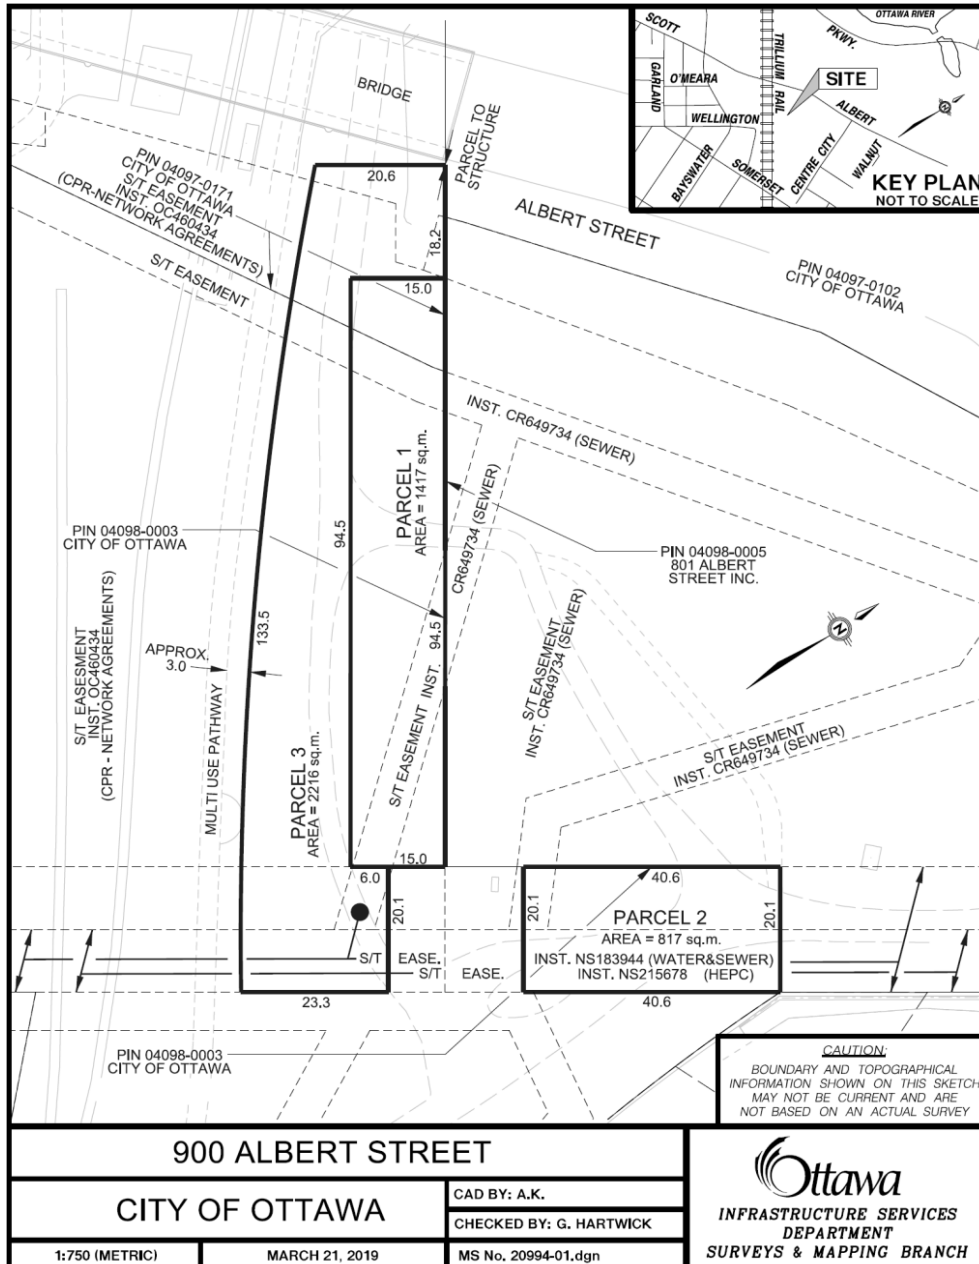 SCOTT
OTTAWA RIVER
PKWY.
GARLAND
O'MEARA
TRILLIUM RAIL
SITE
WELLINGTON
ALBERT
BAYSWATER
SOMERSET
CENTRE CITY
WALNUT
N
KEY PLAN
NOT TO SCALE
BRIDGE
PARCEL TO
STRUCTURE
PIN 04097-0171
CITY OF OTTAWA
S/T EASEMENT
INST. OC460434
(CPR-NETWORK AGREEMENTS)
S/T EASEMENT
20.6
18.2
15.0
ALBERT STREET
PIN 04097-0102
CITY OF OTTAWA
INST. CR649734 (SEWER)
PARCEL 1
AREA = 1417 sq.m.
94.5
94.5
S/T EASEMENT INST.
CR649734 (SEWER)
PIN 04098-0003
CITY OF OTTAWA
PIN 04098-0005
801 ALBERT
STREET INC.
133.5
APPROX.
3.0
S/T EASESMENT
INST. OC460434
(CPR - NETWORK AGREEMENTS)
MULTI USE PATHWAY
PARCEL 3
AREA = 2216 sq.m.
S/T EASEMENT
INST. CR649734 (SEWER)
N
S/T EASEMENT
INST. CR649734 (SEWER)
15.0
6.0
20.1
20.1
40.6
20.1
PARCEL 2
AREA = 817 sq.m.
INST. NS183944 (WATER&SEWER)
INST. NS215678 (HEPC)
S/T EASE.
S/T EASE.
23.3
40.6
PIN 04098-0003
CITY OF OTTAWA
CAUTION:
BOUNDARY AND TOPOGRAPHICAL
INFORMATION SHOWN ON THIS SKETCH
MAY NOT BE CURRENT AND ARE
NOT BASED ON AN ACTUAL SURVEY
900 ALBERT STREET
CITY OF OTTAWA
CAD BY: A.K.
CHECKED BY: G. HARTWICK
1:750 (METRIC)
MARCH 21, 2019
MS No. 20994-01.dgn
Ottawa
INFRASTRUCTURE SERVICES
DEPARTMENT
SURVEYS & MAPPING BRANCH